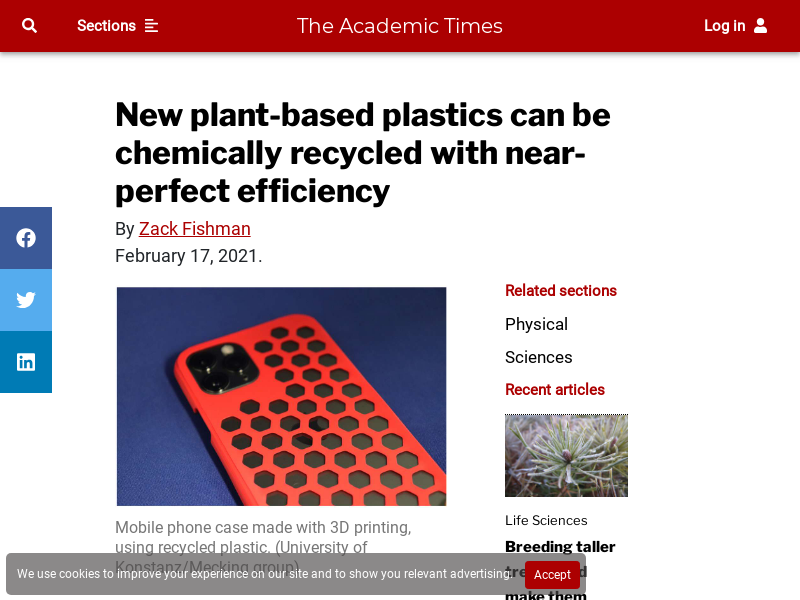 Sections
The Academic Times
Log in
New plant-based plastics can be
chemically recycled with near-
perfect efficiency
By Zack Fishman
February 17, 2021.
Related sections
Physical
Sciences
Recent articles
Mobile phone case made with 3D printing,
using recycled plastic. (University of
Konstanz/Mecking group)
Life Sciences
Breeding taller
make them
We use cookies to improve your experience on our site and to show you relevant advertising.
Accept